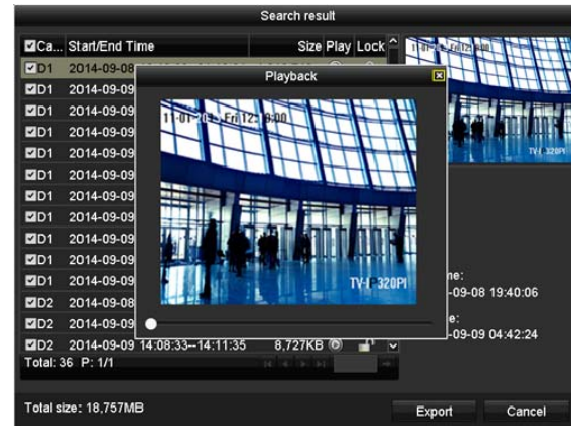 Search result
Ca... Start/End Time Size Play Lock
D1 2014-09-08
Playback
D1 2014-09-09
D1 2014-09-09
D1 2014-09-09
D1 2014-09-09
D1 2014-09-09
D1 2014-09-09
D1 2014-09-09
D1 2014-09-09
D1 2014-09-09
D1 2014-09-09
TV-IP320PI
D2 2014-09-08
-09-08 19:40:06
D2 2014-09-09
D2 2014-09-09 14:08:33--14:11:35 8,727KB
-09-09 04:42:24
Total: 36 P: 1/1
Total size: 18,757MB
Export Cancel